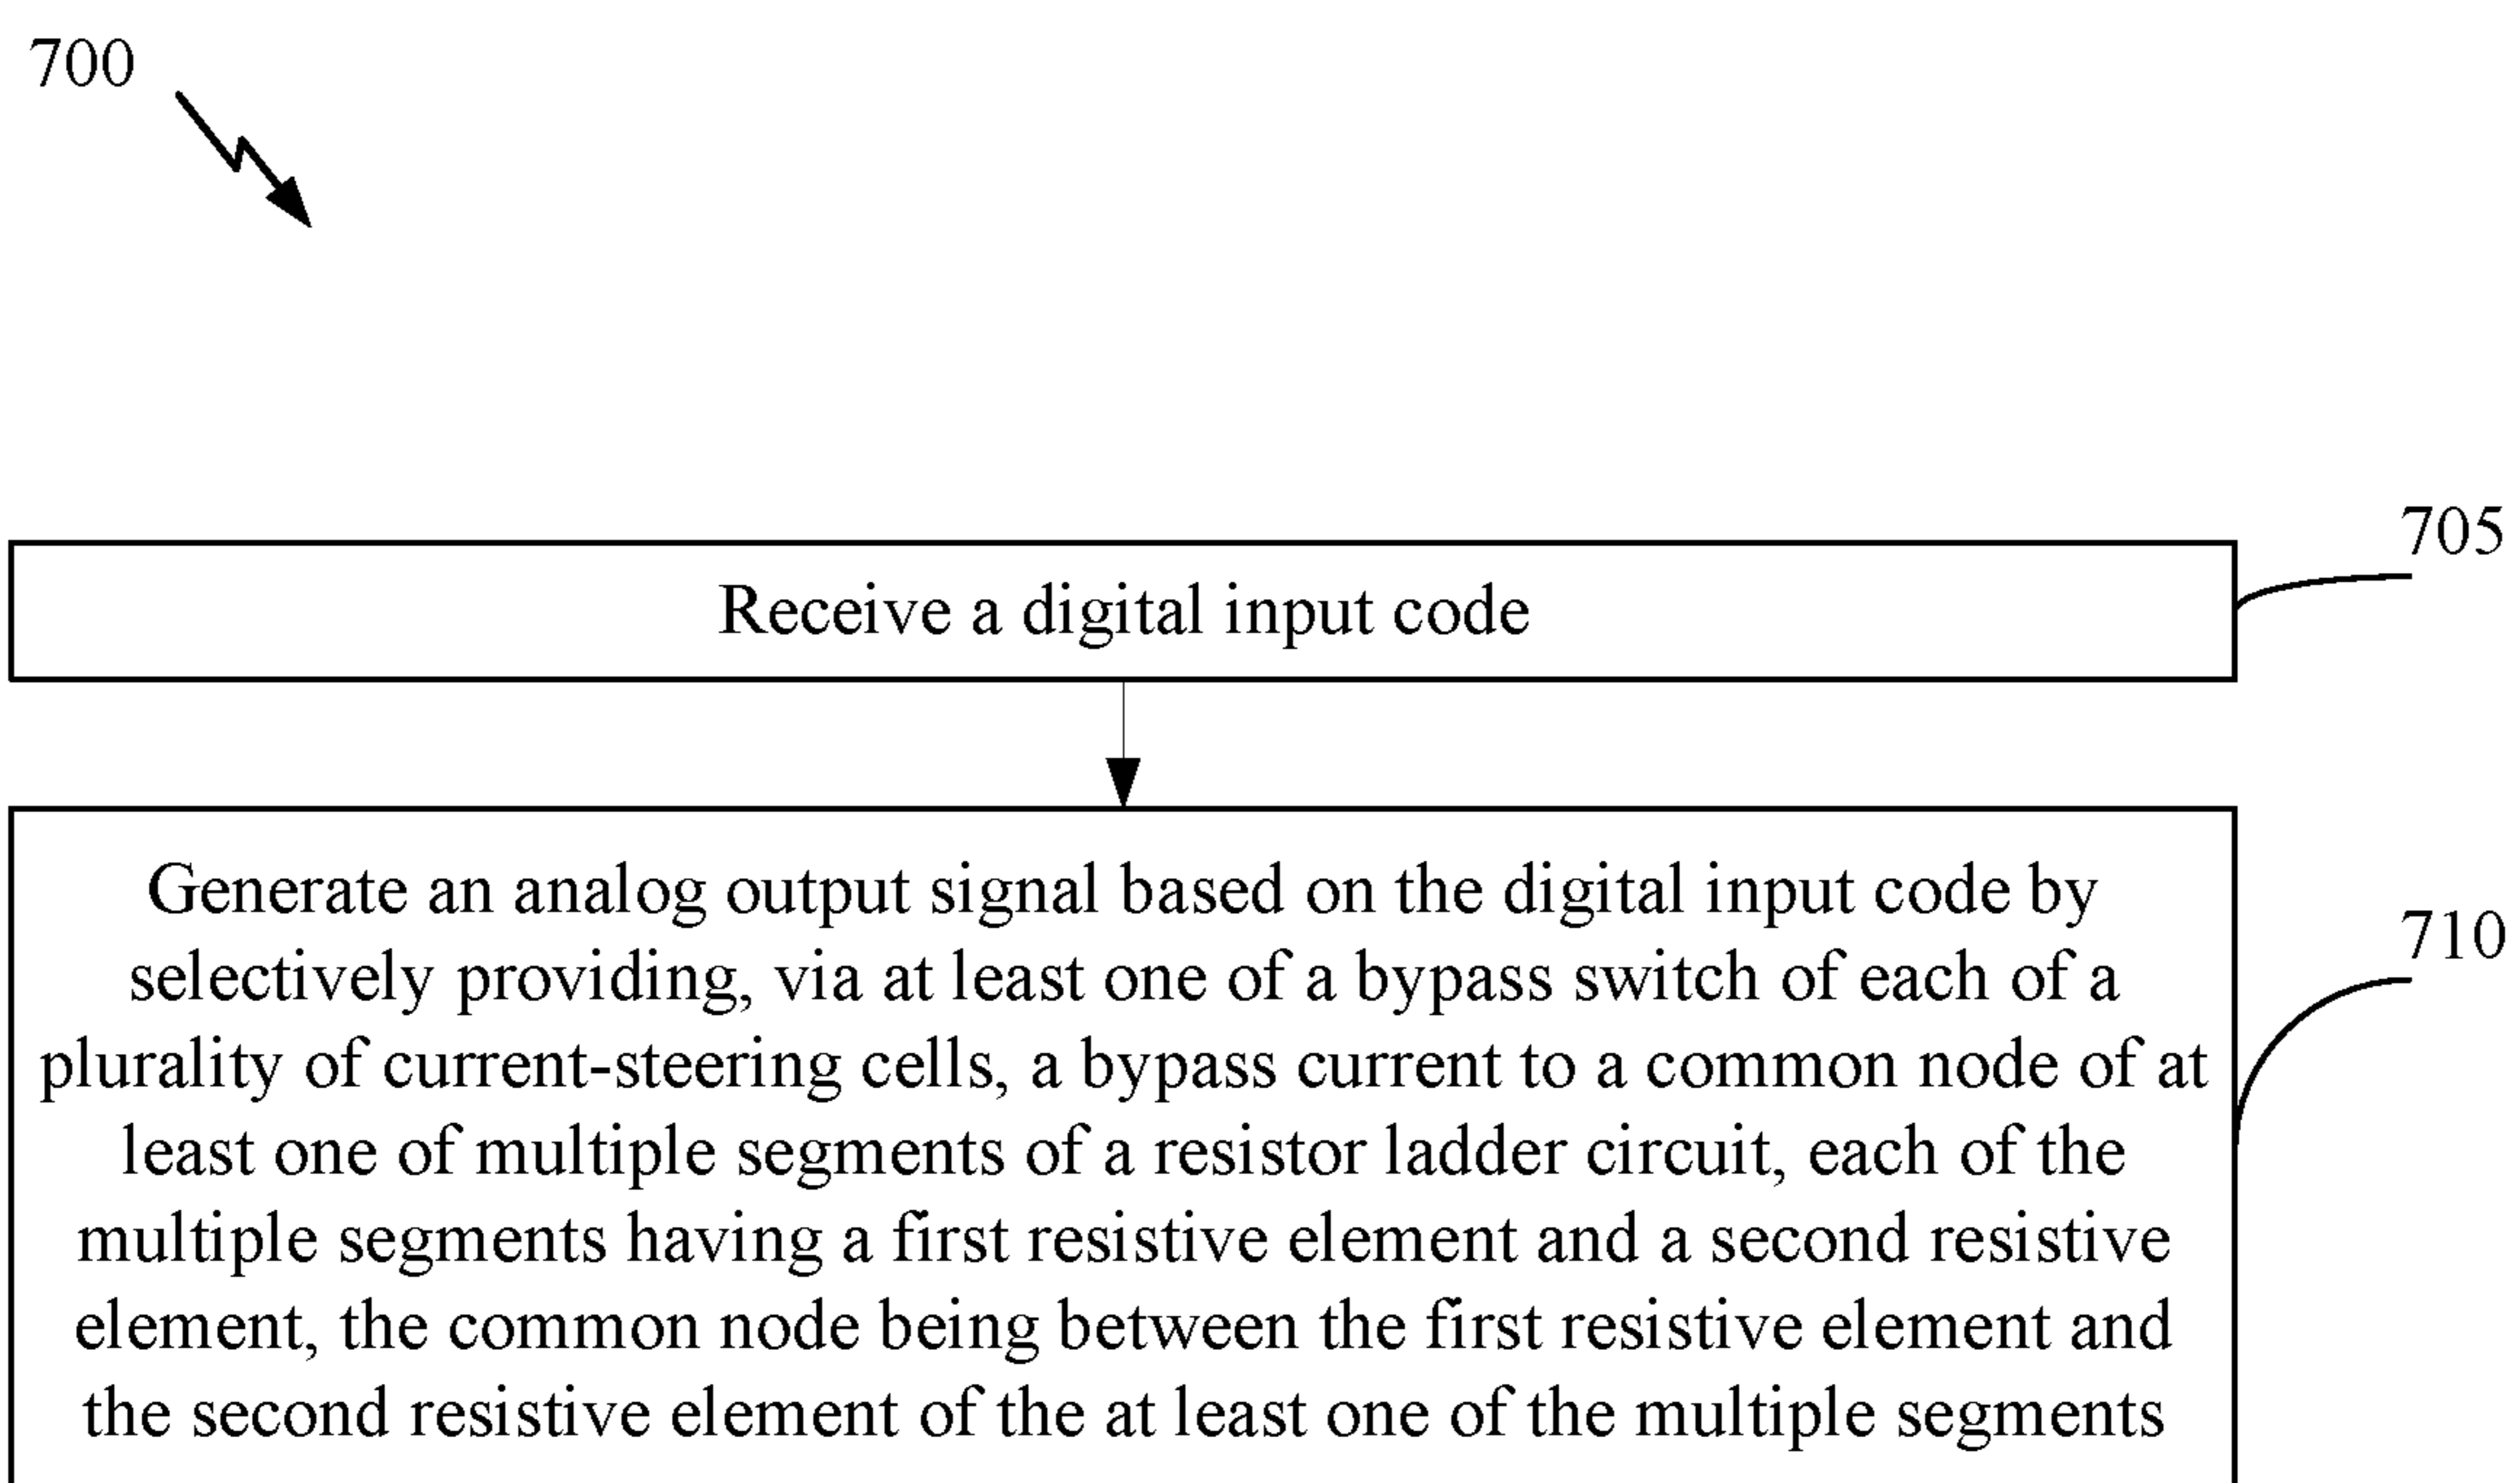 700
705
Receive a digital input code
Generate an analog output signal based on the digital input code by
710
selectively providing, via at least one of a bypass switch of each of a
plurality of current-steering cells, a bypass current to a common node of at
least one of multiple segments of a resistor ladder circuit, each of the
multiple segments having a first resistive element and a second resistive
element, the common node being between the first resistive element and
the second resistive element of the at least one of the multiple segments